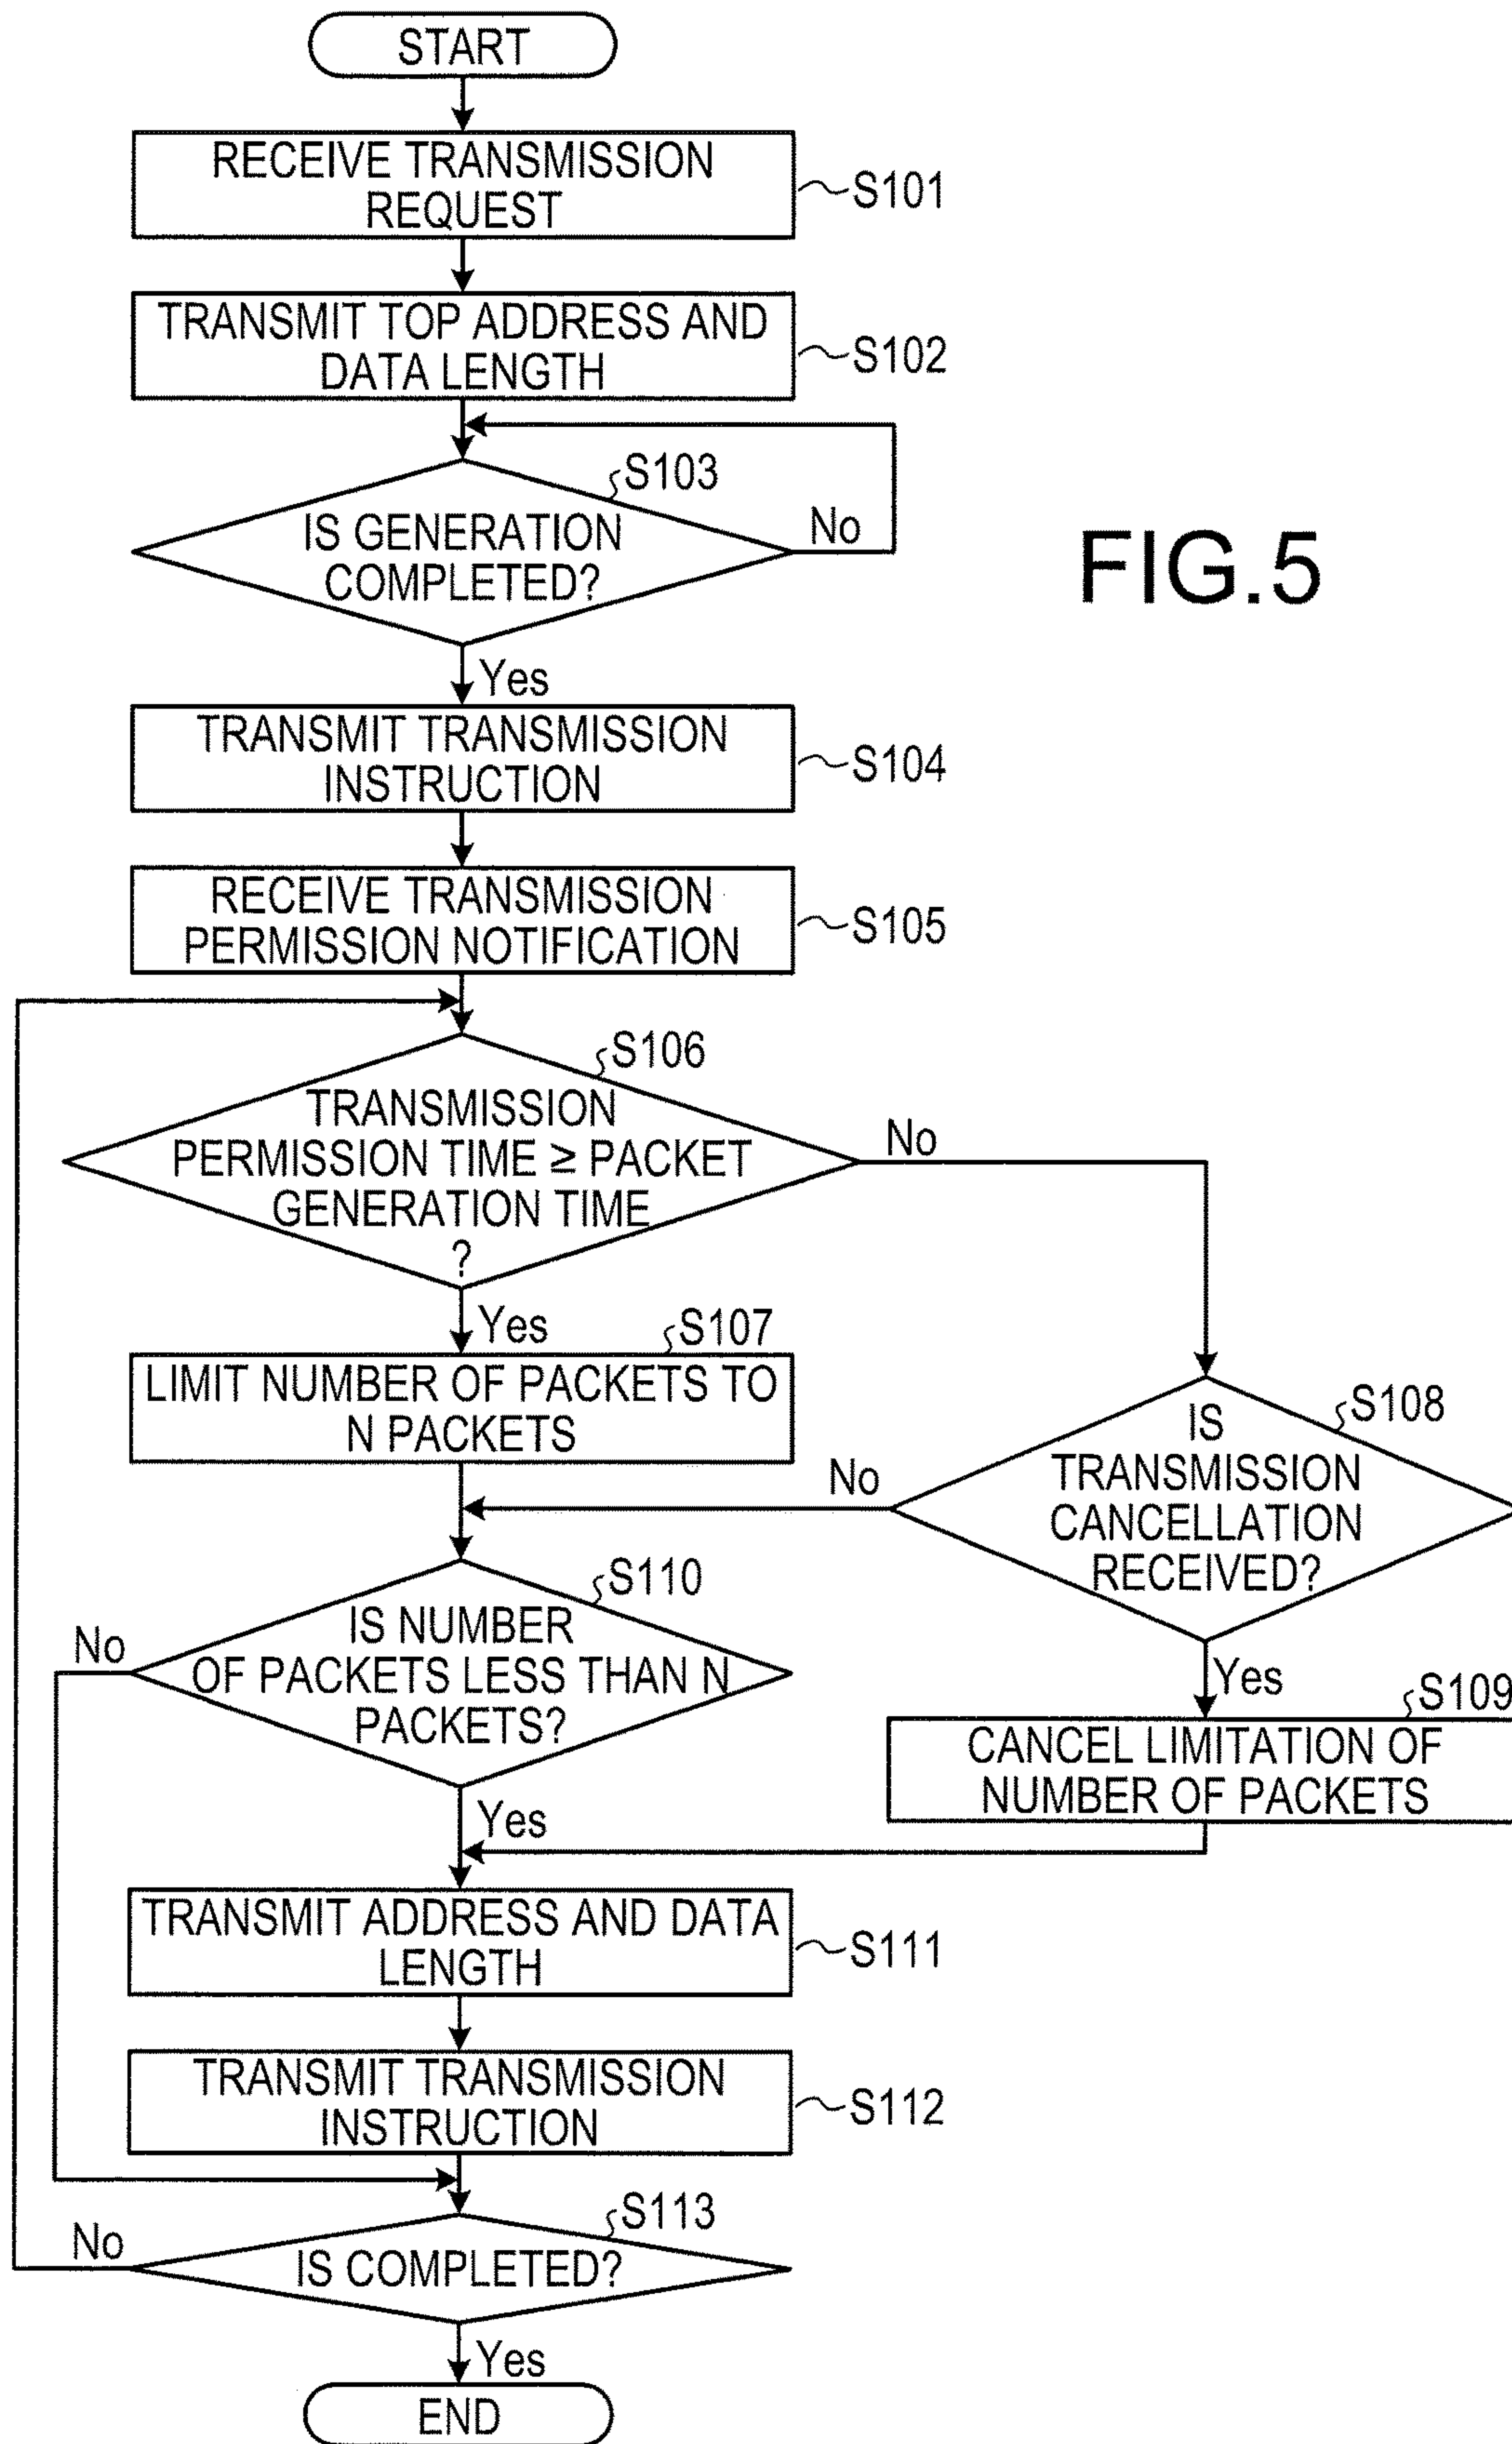 START
RECEIVE TRANSMISSION
REQUEST
S101
TRANSMIT TOP ADDRESS AND
DATA LENGTH
S102
S103
IS GENERATION
COMPLETED?
No
FIG.5
Yes
TRANSMIT TRANSMISSION
INSTRUCTION
S104
RECEIVE TRANSMISSION
PERMISSION NOTIFICATION
S105
S106
TRANSMISSION
PERMISSION TIME ≥ PACKET
GENERATION TIME
?
No
Yes
S107
LIMIT NUMBER OF PACKETS TO
N PACKETS
S108
IS
TRANSMISSION
CANCELLATION
RECEIVED?
No
Yes
S109
CANCEL LIMITATION OF
NUMBER OF PACKETS
S110
IS NUMBER
OF PACKETS LESS THAN N
PACKETS?
No
Yes
TRANSMIT ADDRESS AND DATA
LENGTH
S111
TRANSMIT TRANSMISSION
INSTRUCTION
S112
S113
IS COMPLETED?
No
Yes
END